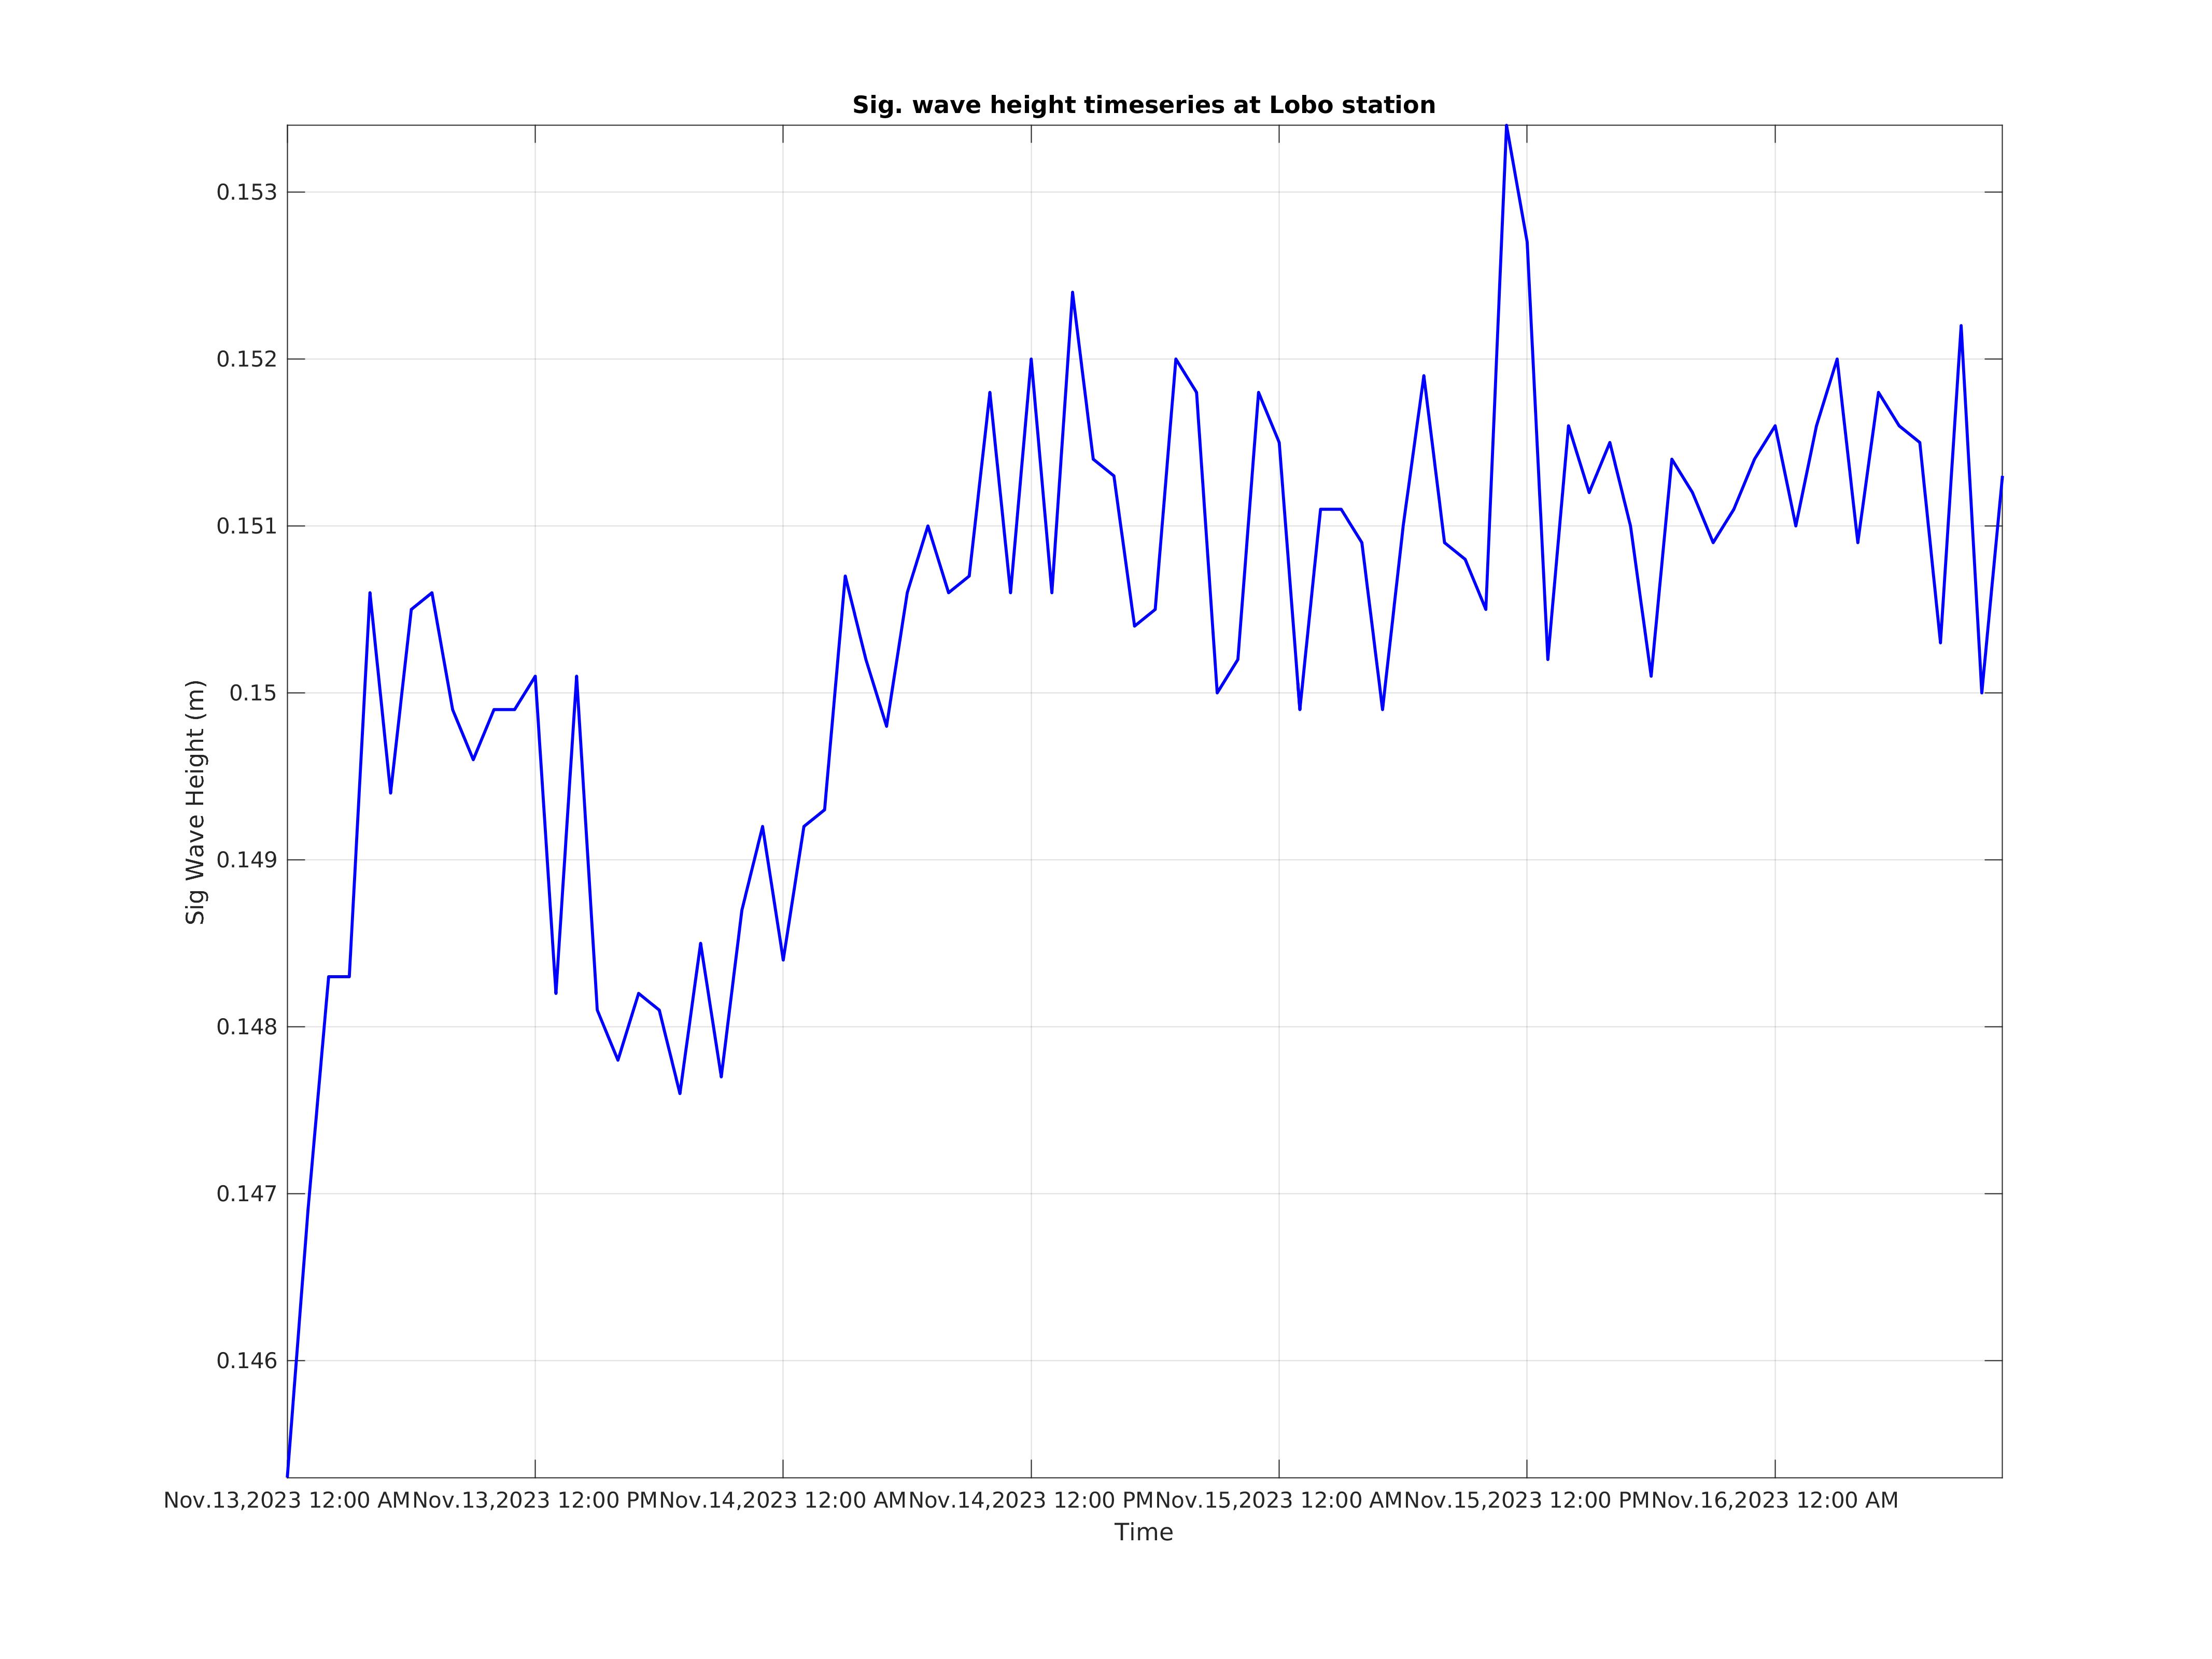 Sig. wave height timeseries at Lobo station
0.153
0.152
0.151
0.15
0.149
0.148
0.147
0.146
Sig Wave Height (m)
Nov.13,2023 12:00 AM Nov.13,2023 12:00 PM Nov.14,2023 12:00 AM Nov.14,2023 12:00 PM Nov.15,2023 12:00 AM Nov.15,2023 12:00 PM Nov.16,2023 12:00 AM
Time